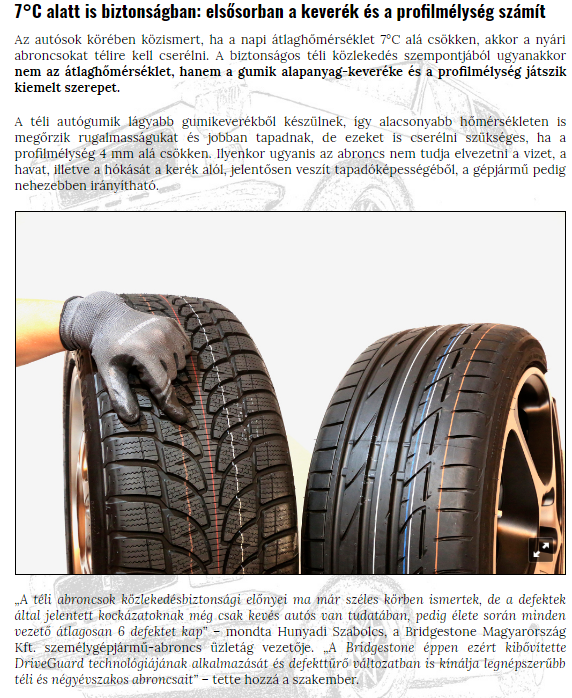 7°C alatt is biztonságban: elsősorban a keverék és a profilmélység számít
Az autósok körében közismert, ha a napi átlaghőmérséklet 7°C alá csökken, akkor a nyári
abroncsokat télire kell cserélni. A biztonságos téli közlekedés szempontjából ugyanakkor
nem az átlaghőmérséklet, hanem a gumik alapanyag-keveréke és a profilmélység játszik
kiemelt szerepet.
A téli autógumik lágyabb gumikeverékből készülnek, így alacsonyabb hőmérsékleten is
megőrzik rugalmasságukat és jobban tapadnak, de ezeket is cserélni szükséges, ha a
profilmélység 4 mm alá csökken. Ilyenkor ugyanis az abroncs nem tudja elvezetni a vizet, a
havat, illetve a hókását a kerék alól, jelentősen veszít tapadóképességéből, a gépjármű pedig
nehezebben irányítható.
„A téli abroncsok közlekedésbiztonsági előnyei ma már széles körben ismertek, de a defektek
által jelentett kockázatoknak még csak kevés autós van tudatában, pedig élete során minden
vezető átlagosan 6 defektet kap” – mondta Hunyadi Szabolcs, a Bridgestone Magyarország
Kft. személygépjármű-abroncs üzletág vezetője. „A Bridgestone éppen ezért kibővítette
DriveGuard technológiájának alkalmazását és defekttűrő változatban is kínálja legnépszerűbb
téli és négyévszakos abroncsait” – tette hozzá a szakember.